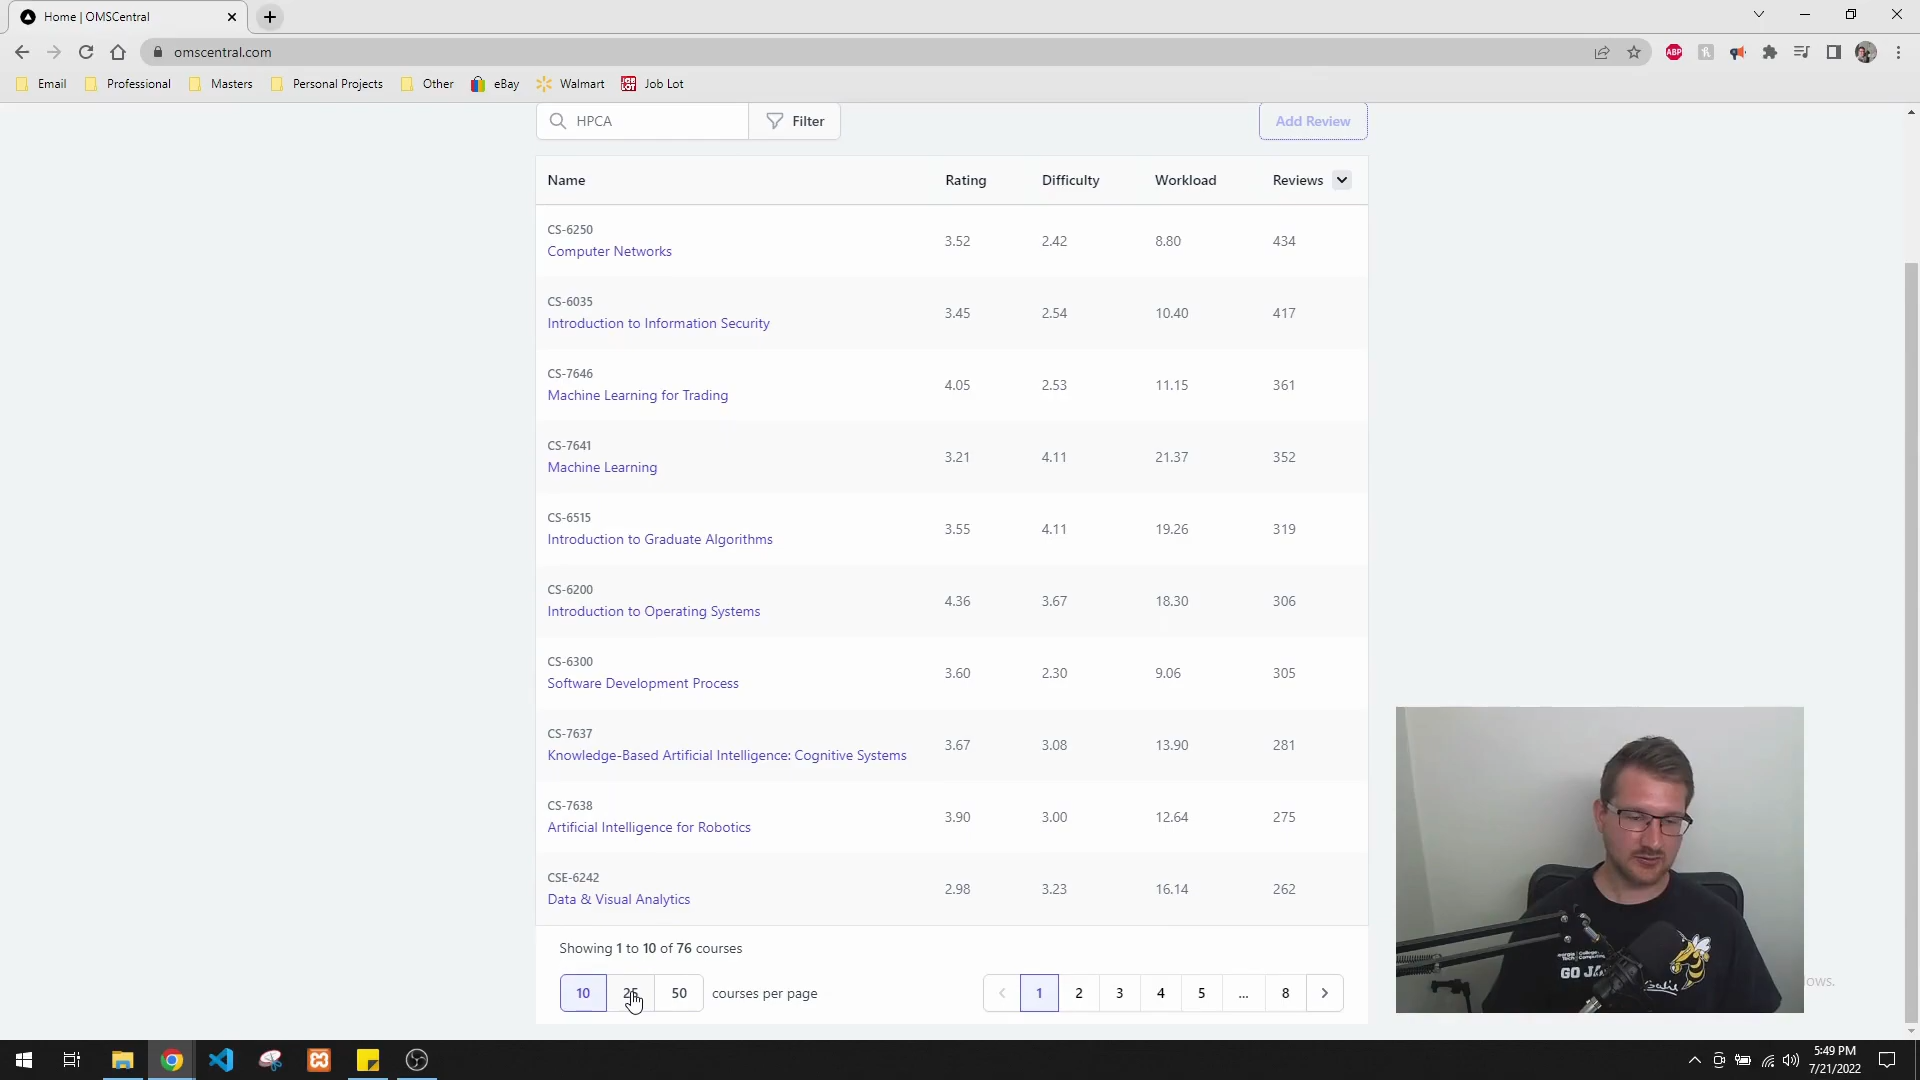 Home | OMSCentral
omscentral.com
ABP
Email Professional Masters Personal Projects Other eBay Walmart Job Lot
HPCA Filter Add Review
Name Rating Difficulty Workload Reviews
CS-6250
Computer Networks 3.52 2.42 8.80 434
CS-6035
Introduction to Information Security 3.45 2.54 10.40 417
CS-7646
Machine Learning for Trading 4.05 2.53 11.15 361
CS-7641
Machine Learning 3.21 4.11 21.37 352
CS-6515
Introduction to Graduate Algorithms 3.55 4.11 19.26 319
CS-6200
Introduction to Operating Systems 4.36 3.67 18.30 306
CS-6300
Software Development Process 3.60 2.30 9.06 305
CS-7637
Knowledge-Based Artificial Intelligence: Cognitive Systems 3.67 3.08 13.90 281
CS-7638
Artificial Intelligence for Robotics 3.90 3.00 12.64 275
CSE-6242
Data & Visual Analytics 2.98 3.23 16.14 262
Showing 1 to 10 of 76 courses
10 25 50 courses per page 1 2 3 4 5 ... 8
GO
5:49 PM
7/21/2022